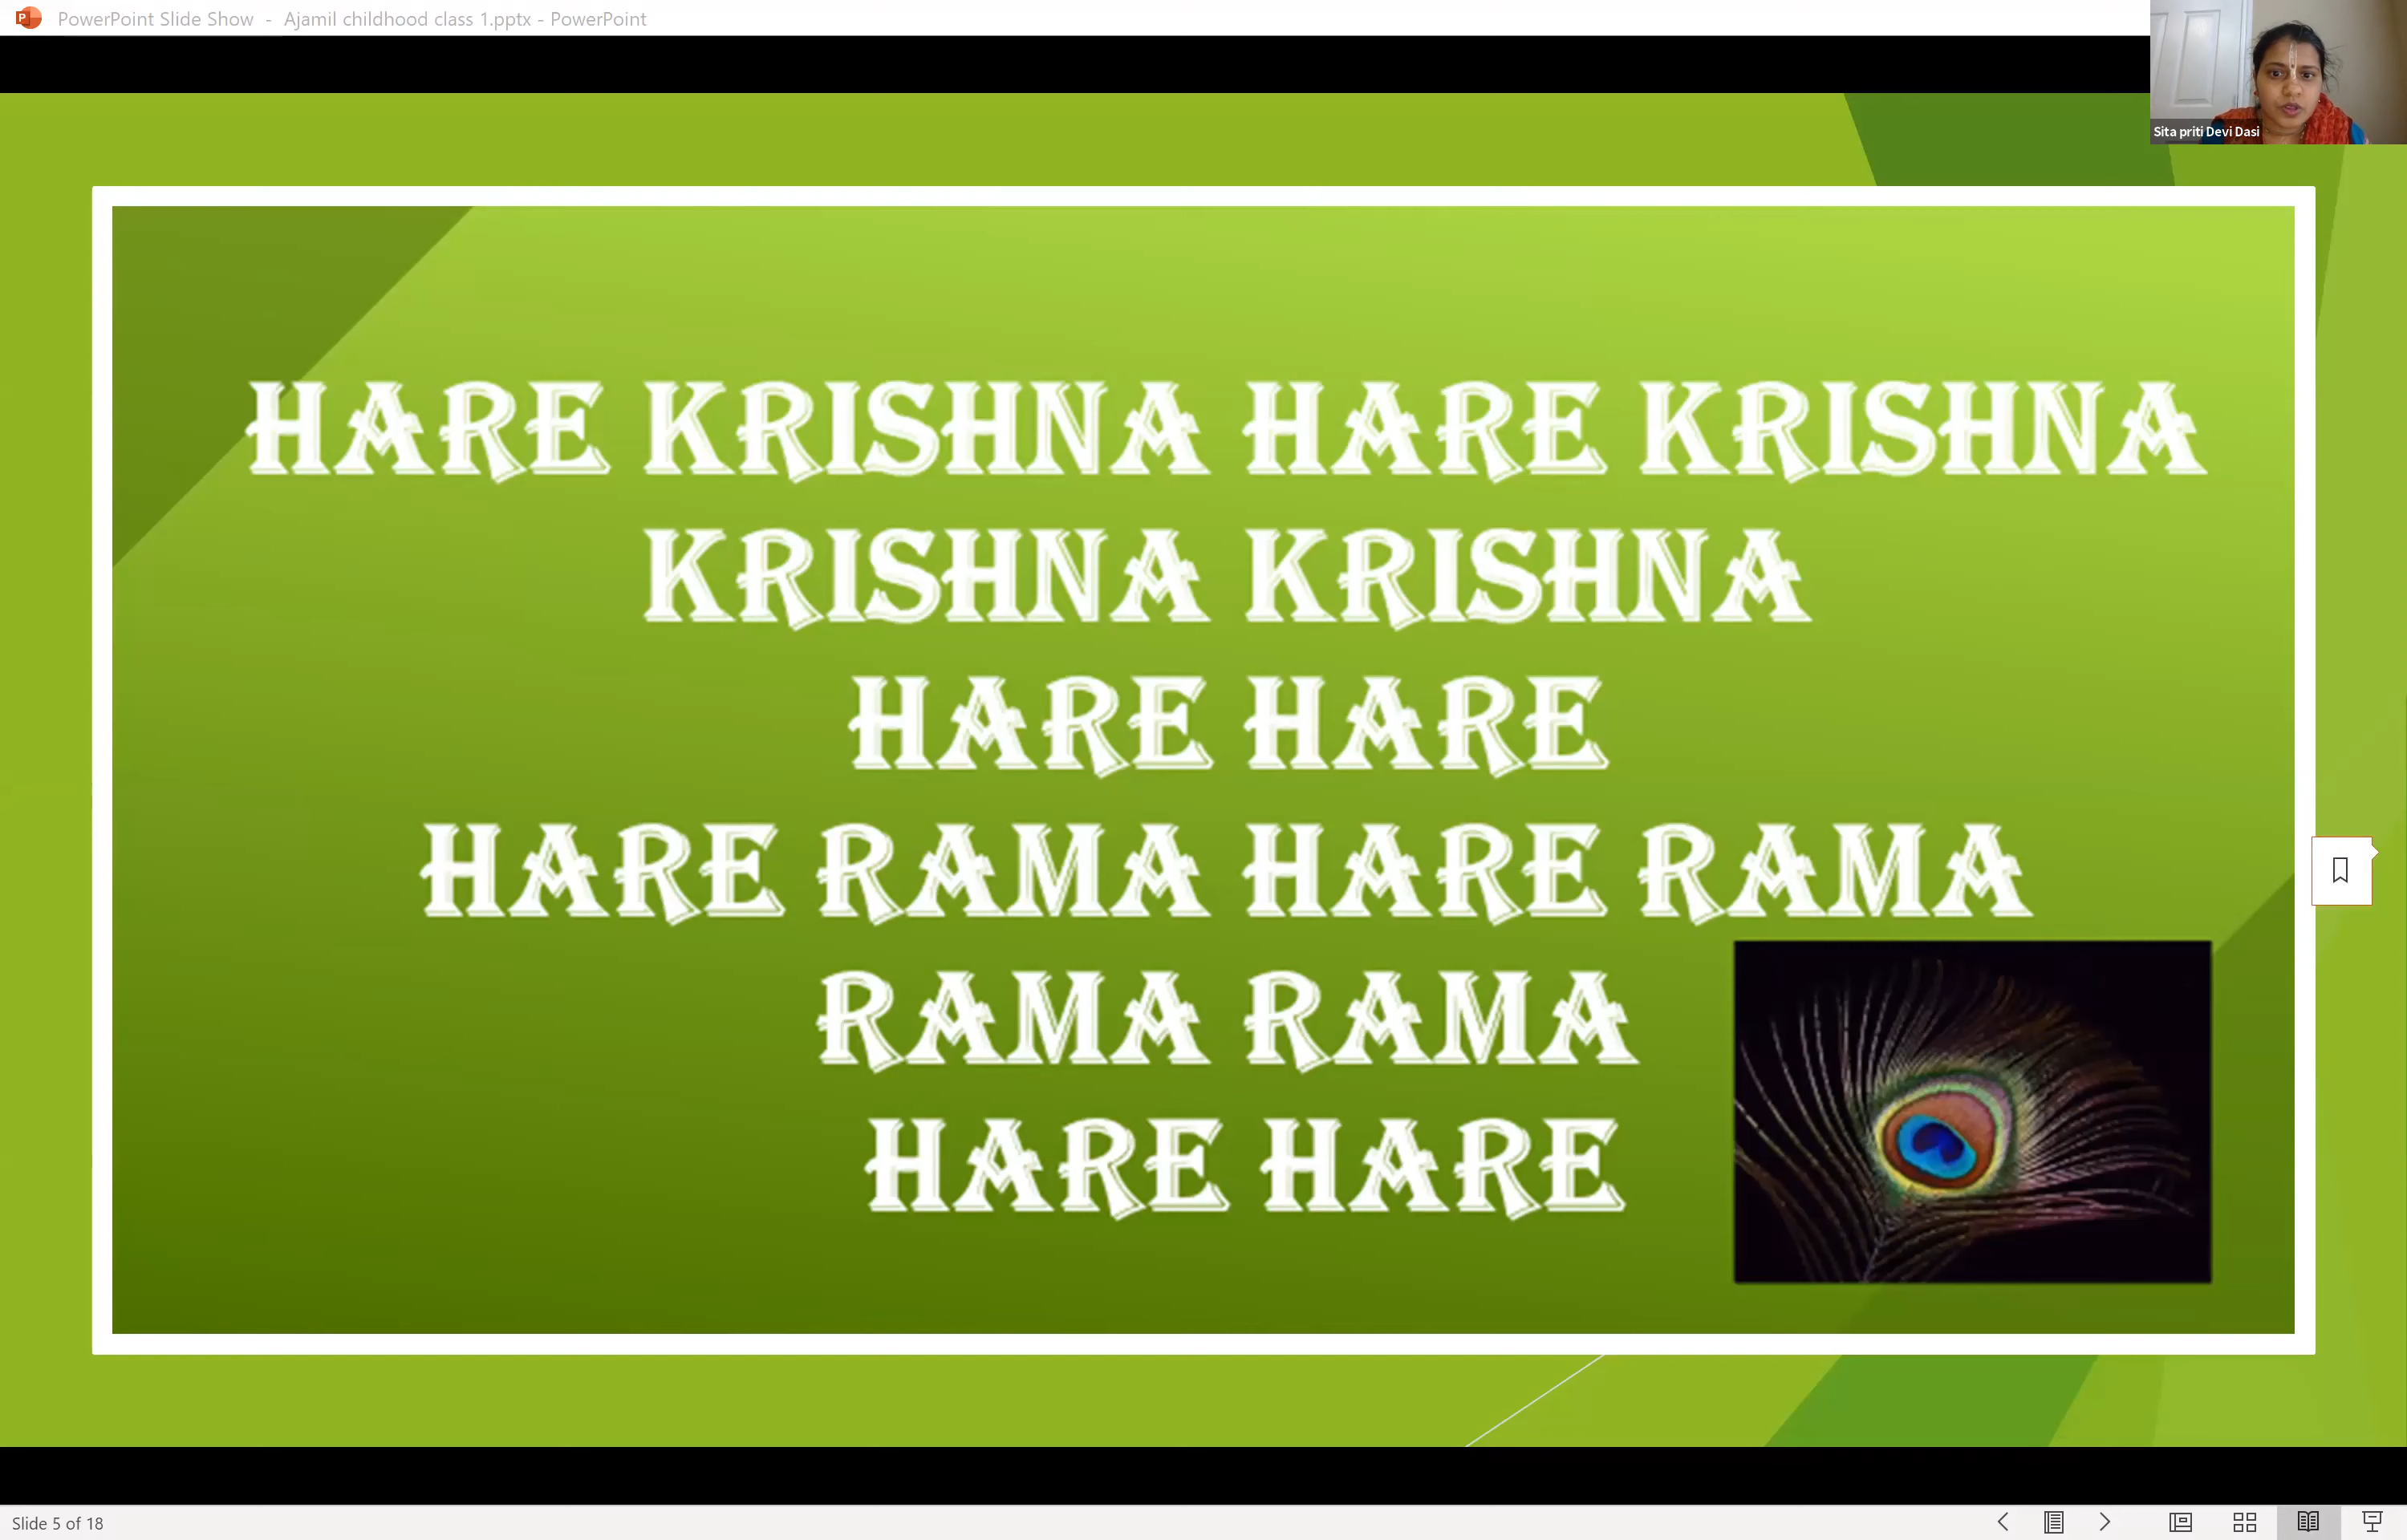 PowerPoint Slide Show - Ajamil childhood class 1.pptx - PowerPoint
Sita priti Devi Dasi
HARE KRISHNA HARE KRISHNA
KRISHNA KRISHNA
HARE HARE
HARE RAMA HARE RAMA
RAMA RAMA
HARE HARE
Slide 5 of 18